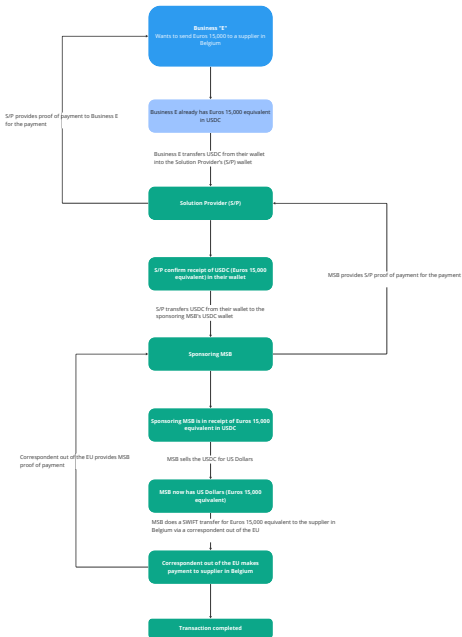 Business "E"
Wants to send Euros 15,000 to a supplier in
Belgium
Business E already has Euros 15,000 equivalent
in USDC
S/P provides proof of payment to Business E
for the payment
Business E transfers USDC from their wallet
into the Solution Provider's (S/P) wallet
Solution Provider (S/P)
S/P confirm receipt of USDC (Euros 15,000
equivalent) in their wallet
MSB provides S/P proof of payment for the payment
S/P transfers USDC from their wallet to the
sponsoring MSB's USDC wallet
Sponsoring MSB
Sponsoring MSB is in receipt of Euros 15,000
equivalent in USDC
Correspondent out of the EU provides MSB
proof of payment
MSB sells the USDC for US Dollars
MSB now has US Dollars (Euros 15,000
equivalent)
MSB does a SWIFT transfer for Euros 15,000 equivalent to the supplier in
Belgium via a correspondent out of the EU
Correspondent out of the EU makes
payment to supplier in Belgium
Transaction completed